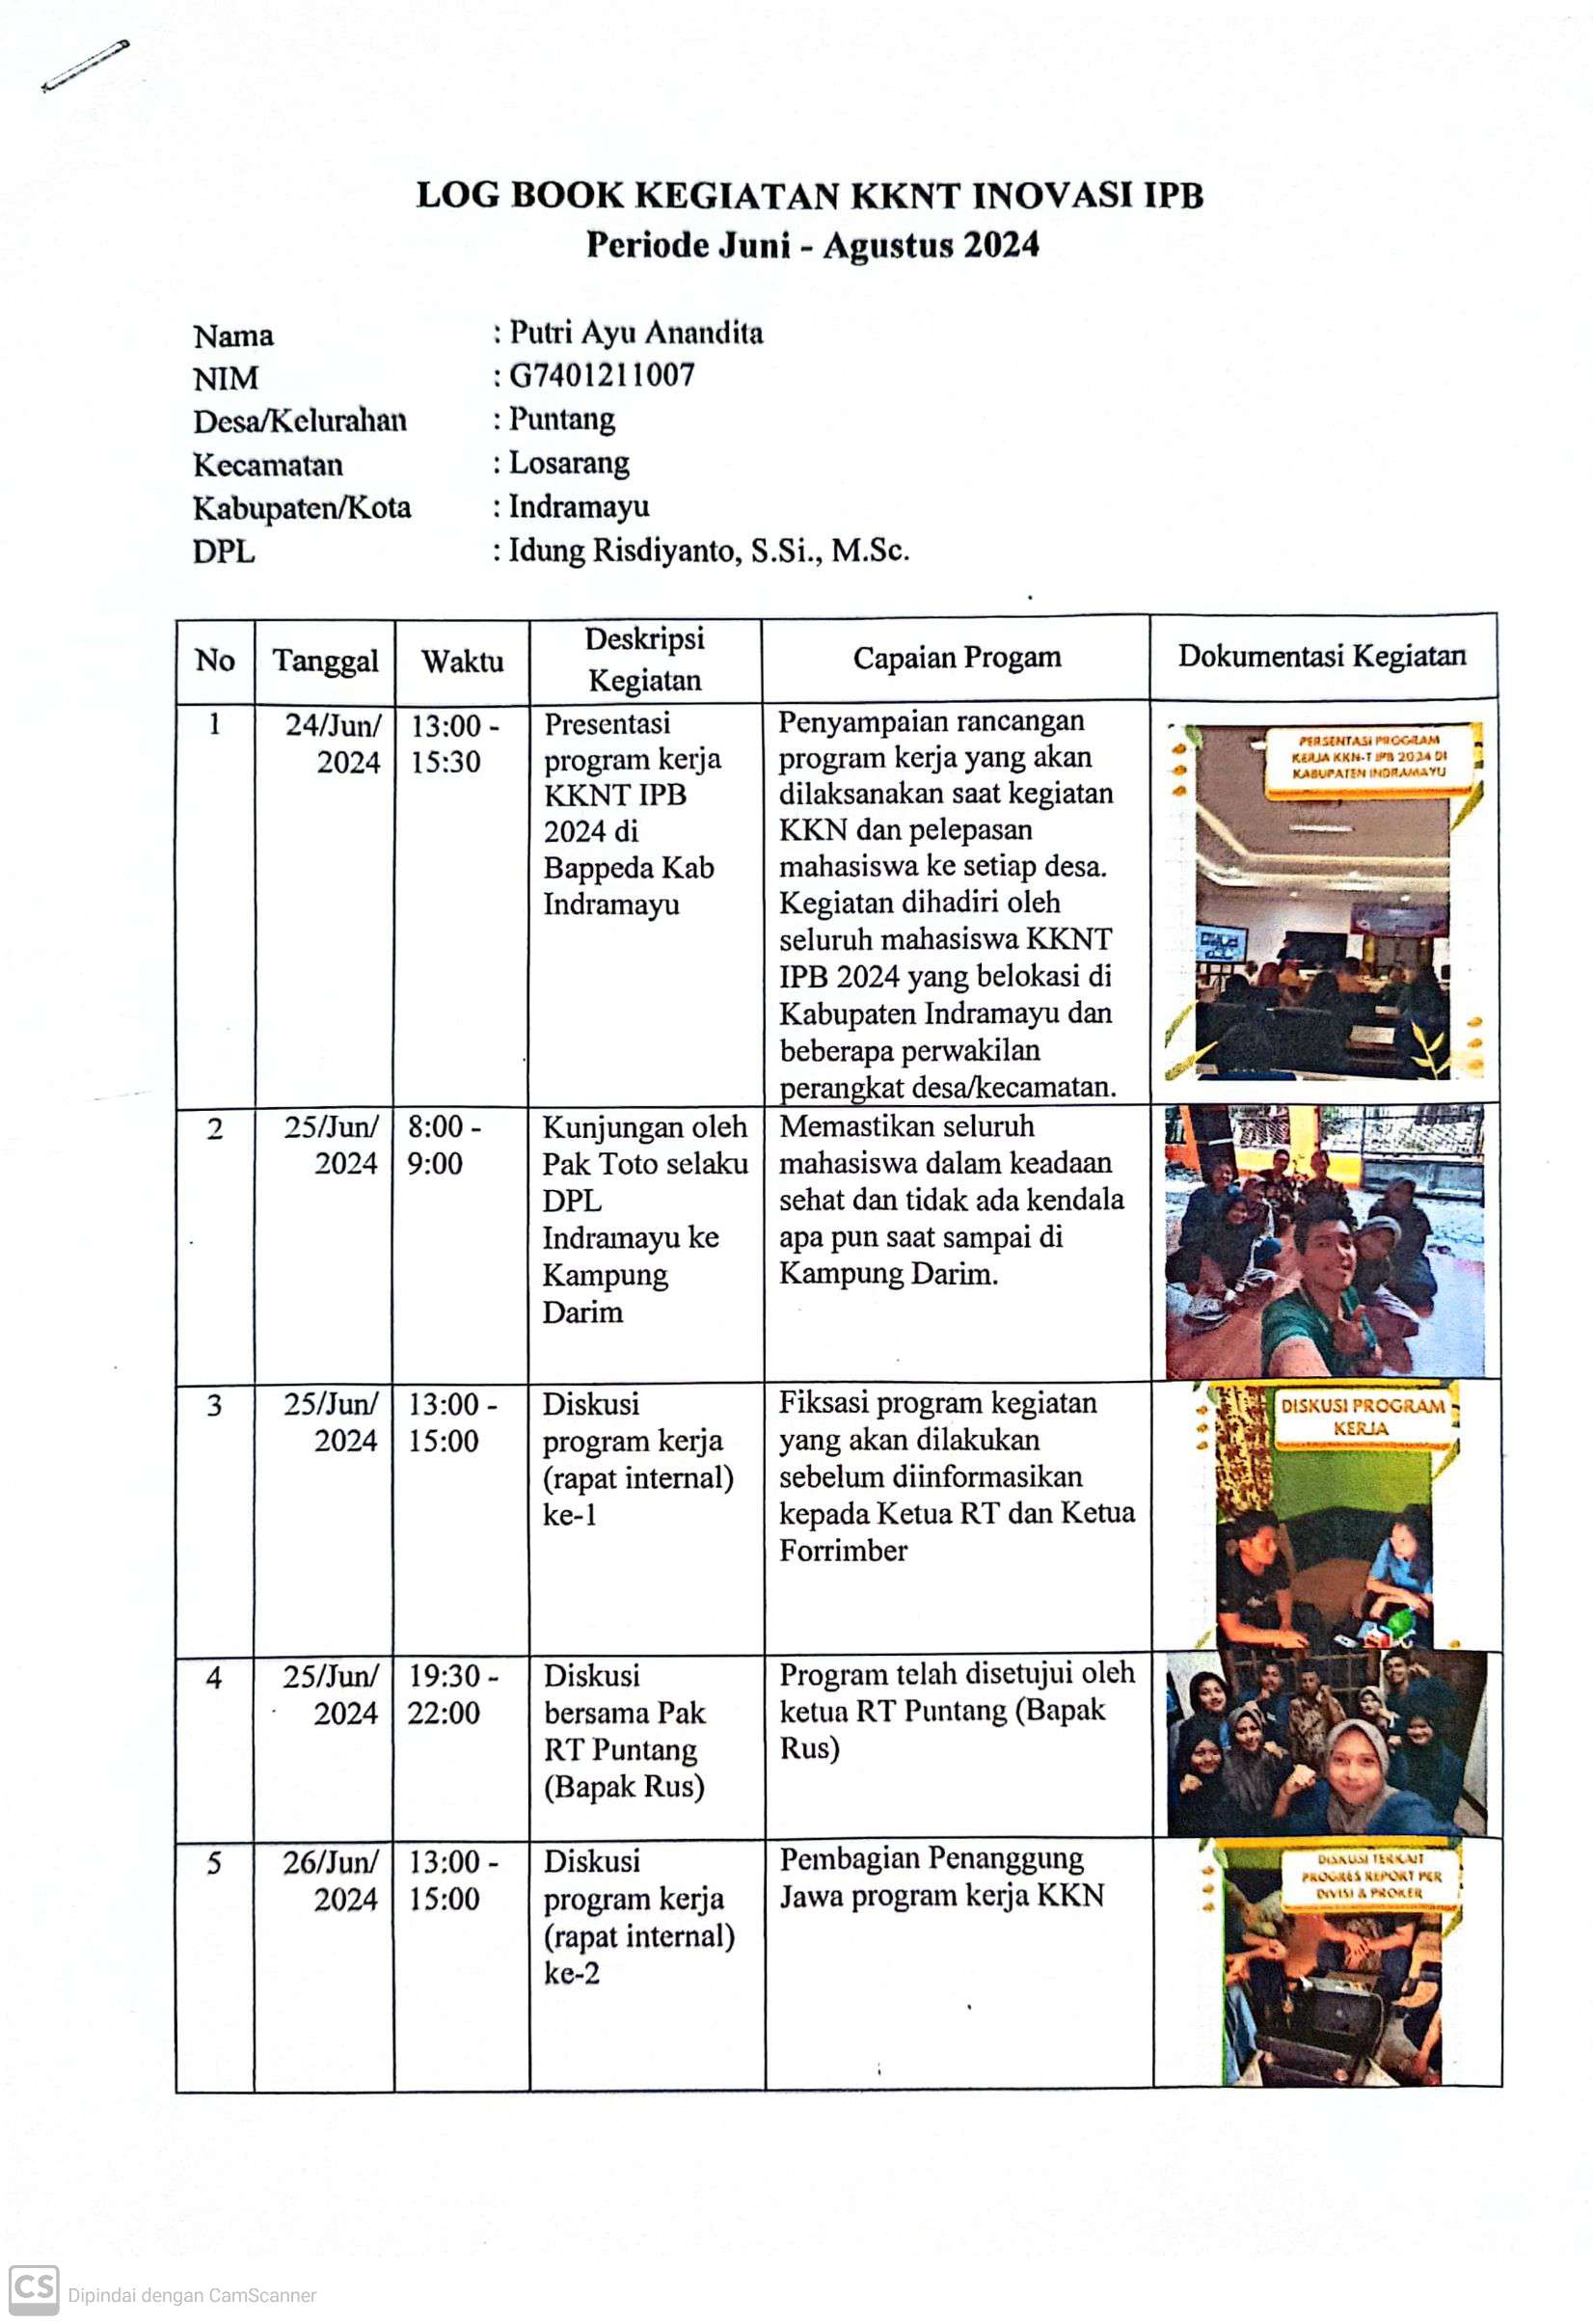 LOG BOOK KEGIATAN KKNT INOVASI IPB
Periode Juni - Agustus 2024
Nama : Putri Ayu Anandita
NIM : G7401211007
Desa/Kelurahan : Puntang
Kecamatan : Losarang
Kabupaten/Kota : Indramayu
DPL : Idung Risdiyanto, S.Si., M.Sc.
No Tanggal Waktu Deskripsi Kegiatan Capaian Progam Dokumentasi Kegiatan
1
24/Jun/
2024
13:00 -
15:30
Presentasi
program kerja
KKNT IPB
2024 di
Bappeda Kab
Indramayu
Penyampaian rancangan
program kerja yang akan
dilaksanakan saat kegiatan
KKN dan pelepasan
mahasiswa ke setiap desa.
Kegiatan dihadiri oleh
seluruh mahasiswa KKNT
IPB 2024 yang belokasi di
Kabupaten Indramayu dan
beberapa perwakilan
perangkat desa/kecamatan.
PERSENTASI PROGRAM
KERJA KKN-T IPB 2024 DI
KABUPATEN INDRAMAYU
2
25/Jun/
2024
8:00 -
9:00
Kunjungan oleh
Pak Toto selaku
DPL
Indramayu ke
Kampung
Darim
Memastikan seluruh
mahasiswa dalam keadaan
sehat dan tidak ada kendala
apa pun saat sampai di
Kampung Darim.
3
25/Jun/
2024
13:00 -
15:00
Diskusi
program kerja
(rapat internal)
ke-1
Fiksasi program kegiatan
yang akan dilakukan
sebelum diinformasikan
kepada Ketua RT dan Ketua
Forrimber
DISKUSI PROGRAM
KERJA
4
25/Jun/
2024
19:30 -
22:00
Diskusi
bersama Pak
RT Puntang
(Bapak Rus)
Program telah disetujui oleh
ketua RT Puntang (Bapak
Rus)
5
26/Jun/
2024
13:00 -
15:00
Diskusi
program kerja
(rapat internal)
ke-2
Pembagian Penanggung
Jawa program kerja KKN
DISKUSI TERKAIT
PROGRES REPORT PER
DIVISI & PROKER
CS Dipindai dengan CamScanner